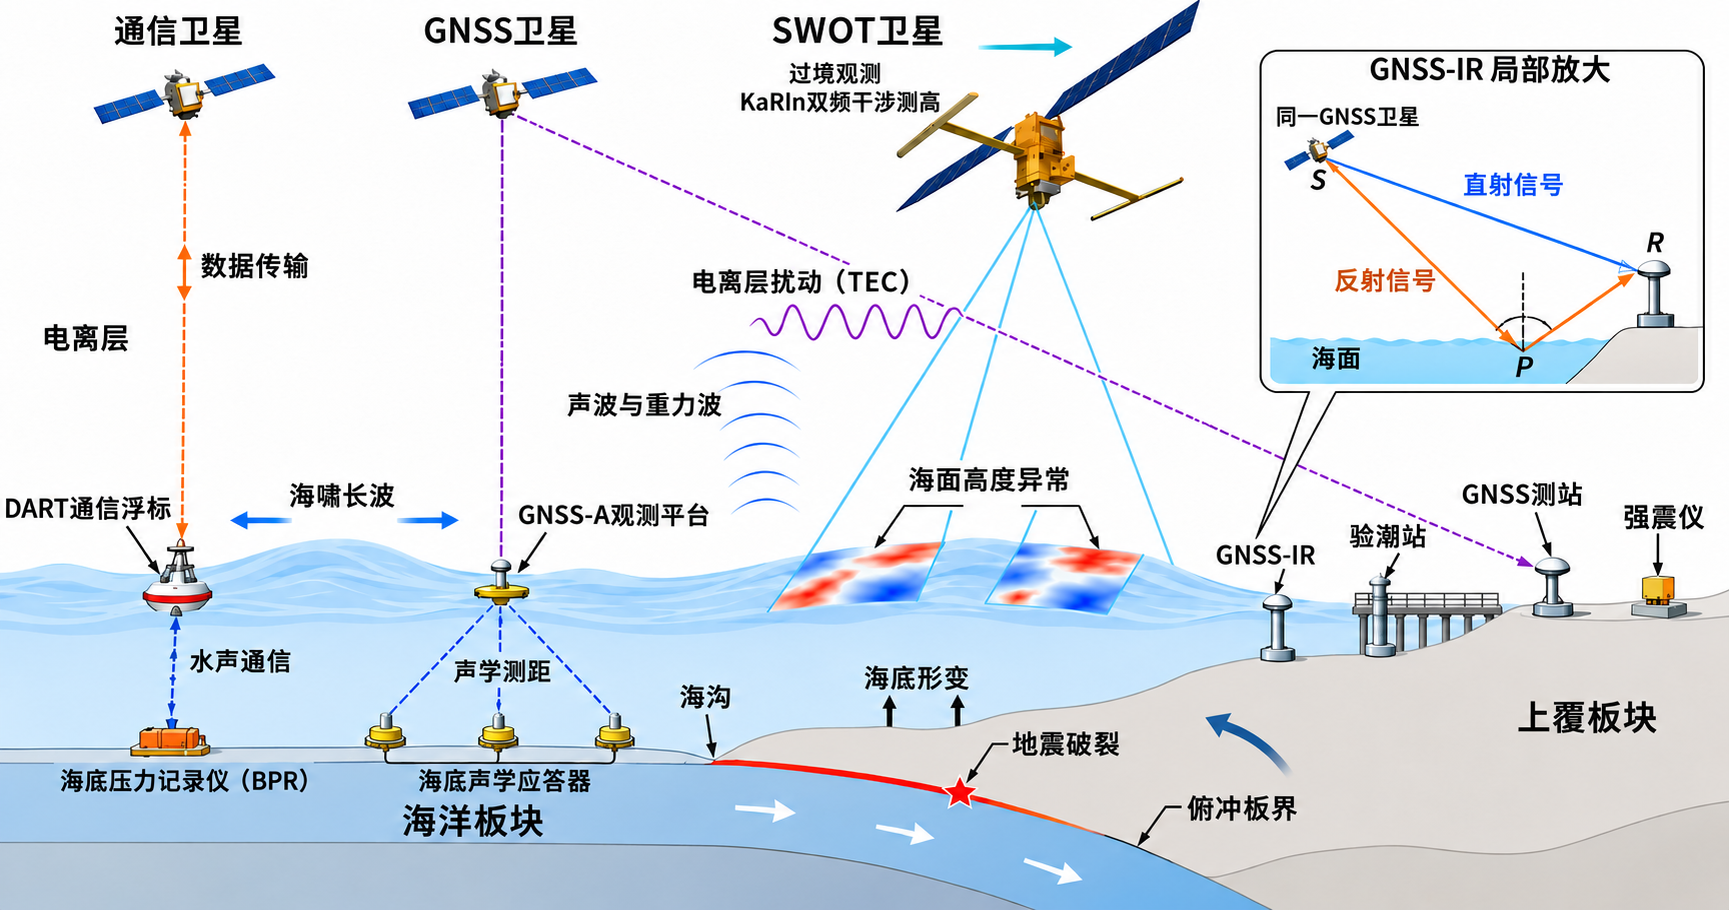 通信卫星
GNSS卫星
SWOT卫星
过境观测
KaRIn双频干涉测高
GNSS-IR 局部放大
同一GNSS卫星
S
直射信号
R
反射信号
海面
P
数据传输
电离层扰动（TEC）
电离层
声波与重力波
海面高度异常
海啸长波
DART通信浮标
GNSS-A观测平台
GNSS-IR
验潮站
GNSS测站
强震仪
水声通信
声学测距
海沟
海底形变
上覆板块
地震破裂
海底压力记录仪（BPR）
海底声学应答器
海洋板块
俯冲板界